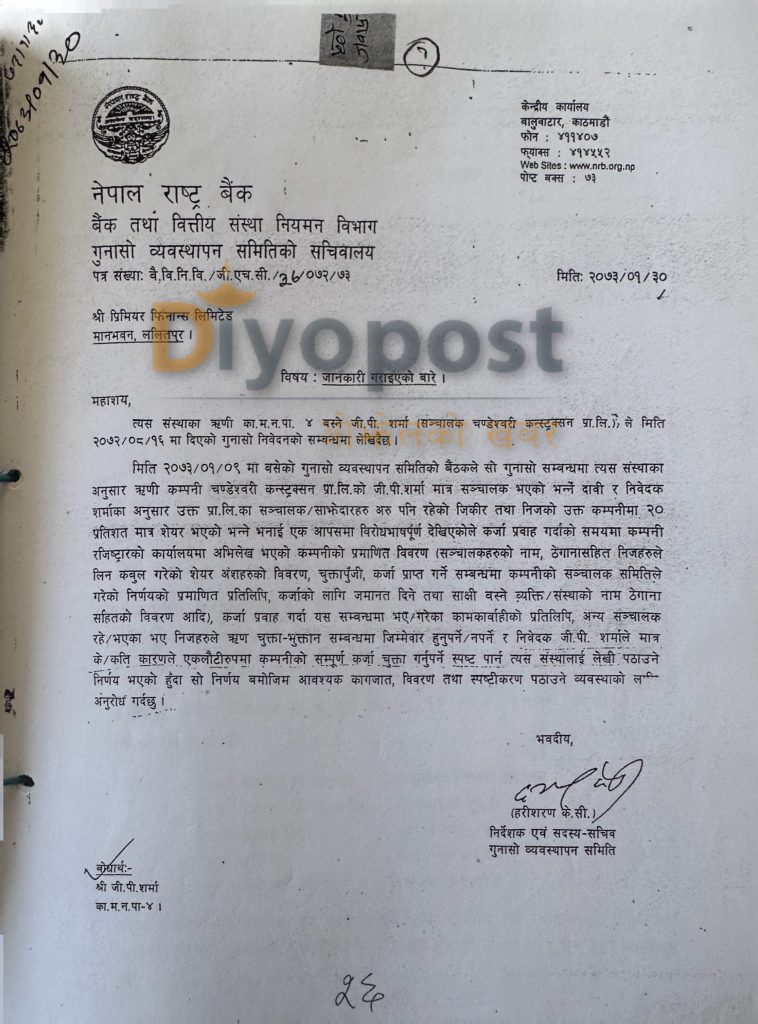 २०७३/०१/३०
केन्द्रीय कार्यालय
बालुवाटार, काठमाडौं
फोन : ४११४०७
फ्याक्स : ४१४५५२
Web Sites : www.nrb.org.np
पोष्ट बक्स : ७३
नेपाल राष्ट्र बैंक
बैंक तथा वित्तीय संस्था नियमन विभाग
गुनासो व्यवस्थापन समितिको सचिवालय
पत्र संख्या: बै.वि.नि.वि./जी.एच.सी./३७/०७२/७३
मिति: २०७३/०१/३०
श्री प्रिमियर फिनान्स लिमिटेड
मानभवन, ललितपुर ।
Diyopost
विषय : जानकारी गराईएको बारे ।
महाशय,
त्यस संस्थाका ऋणी का.म.न.पा. ४ बस्ने जी.पी. शर्मा (सञ्चालक चण्डेश्वरी कन्स्ट्रक्सन प्रा.लि.), ले मिति
ओझेलको खबर
२०७२/०८/१६ मा दिएको गुनासो निवेदनको सम्बन्धमा लेखिदैछ ।
मिति २०७३/०१/०९ मा बसेको गुनासो व्यवस्थापन समितिको बैठकले सो गुनासो सम्बन्धमा त्यस संस्थाका
अनुसार ऋणी कम्पनी चण्डेश्वरी कन्स्ट्रक्सन प्रा.लि.को जी.पी.शर्मा मात्र सञ्चालक भएको भन्ने दावी र निवेदक
शर्माका अनुसार उक्त प्रा.लि.का सञ्चालक/साझेदारहरु अरु पनि रहेको जिकीर तथा निजको उक्त कम्पनीमा २०
प्रतिशत मात्र शेयर भएको भन्ने भनाई एक आपसमा विरोधभाषपूर्ण देखिएकोले कर्जा प्रवाह गर्दाको समयमा कम्पनी
रजिष्ट्रारको कार्यालयमा अभिलेख भएको कम्पनीको प्रमाणित विवरण (सञ्चालकहरुको नाम, ठेगानासहित निजहरुले
लिन कबुल गरेको शेयर अंशहरुको विवरण, चुक्तापुँजी, कर्जा प्राप्त गर्ने सम्बन्धमा कम्पनीको सञ्चालक समितिले
गरेको निर्णयको प्रमाणित प्रतिलिपि, कर्जाको लागि जमानत दिने तथा साक्षी बस्ने व्यक्ति/संस्थाको नाम ठेगाना
सहितको विवरण आदि), कर्जा प्रवाह गर्दा यस सम्बन्धमा भए/गरेका कामकार्वाहीको प्रतिलिपि, अन्य सञ्चालक
रहे/भएका भए निजहरुले ऋण चुक्ता-भुक्तान सम्बन्धमा जिम्मेवार हुनुपर्ने/नपर्ने र निवेदक जी.पी. शर्माले मात्र
के/कति कारणले एकलौटीरुपमा कम्पनीको सम्पूर्ण कर्जा चुक्ता गर्नुपर्ने स्पष्ट पार्न त्यस संस्थालाई लेखी पठाउने
निर्णय भएको हुँदा सो निर्णय बमोजिम आवश्यक कागजात, विवरण तथा स्पष्टीकरण पठाउने व्यवस्थाको
अनुरोध गर्दछु ।
भवदीय,
(हरीशरण के.सी.)
निर्देशक एवं सदस्य-सचिव
गुनासो व्यवस्थापन समिति
बोधार्थ:-
श्री जी.पी.शर्मा
का.म.न.पा-४ ।
२६